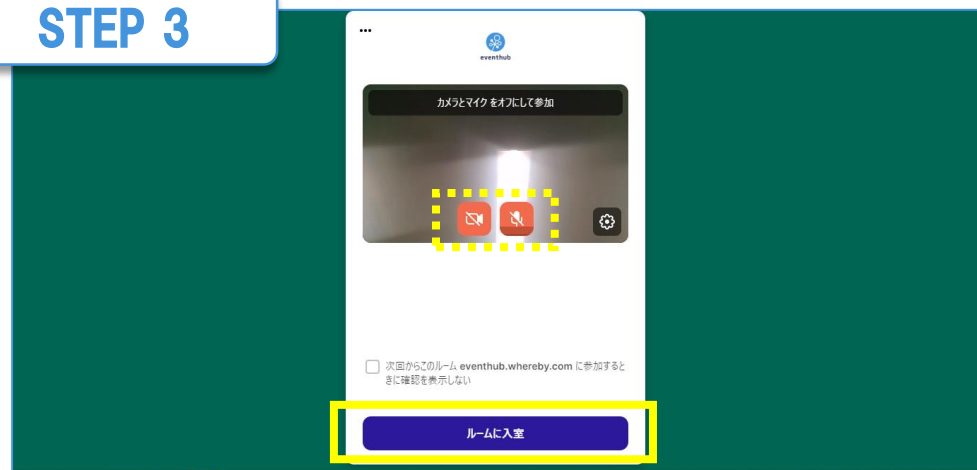 STEP 3
eventhub
カメラとマイク をオフにして参加
次回からこのルーム eventhub.whereby.com に参加すると
きに確認を表示しない
ルームに入室